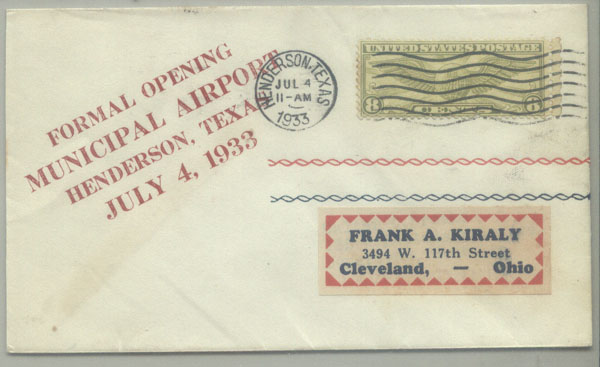 FORMAL OPENING
MUNICIPAL AIRPORT
HENDERSON, TEXAS
JULY 4, 1933
HENDERSON, TEXAS
JUL 4
11-AM
1933
UNITED STATES POSTAGE
8 8
FRANK A. KIRALY
3494 W. 117th Street
Cleveland, — Ohio